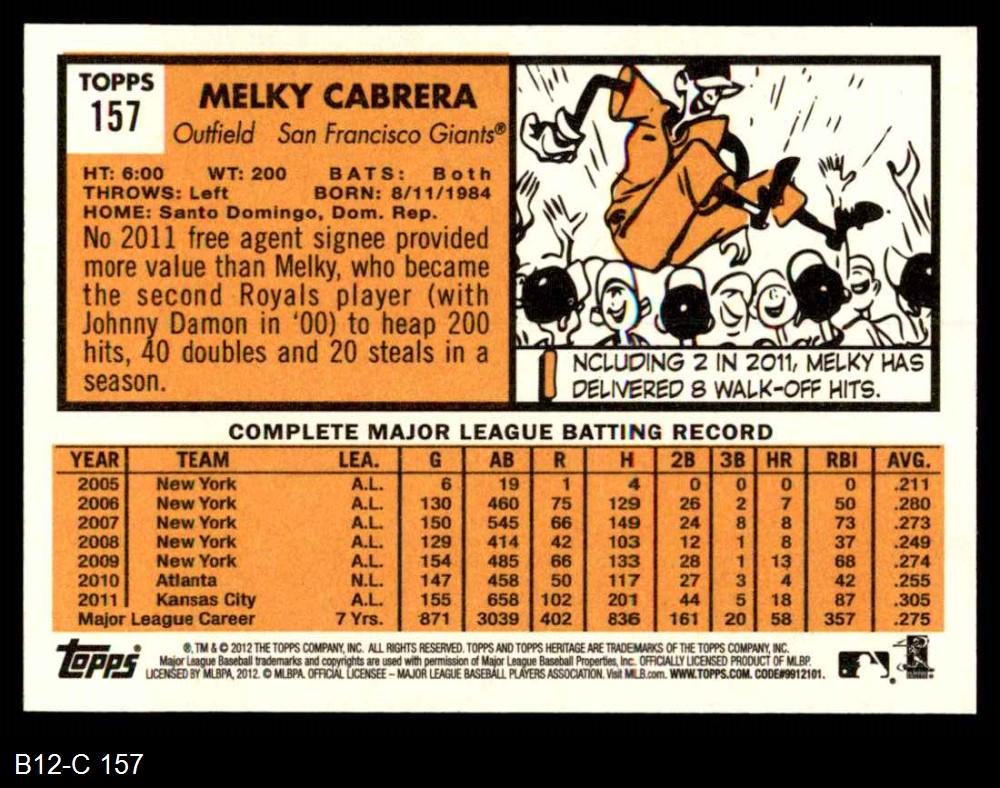 TOPPS
157
MELKY CABRERA
Outfield San Francisco Giants®
HT: 6:00 WT: 200 BATS: Both
THROWS: Left BORN: 8/11/1984
HOME: Santo Domingo, Dom. Rep.
No 2011 free agent signee provided
more value than Melky, who became
the second Royals player (with
Johnny Damon in '00) to heap 200
hits, 40 doubles and 20 steals in a
season.
INCLUDING 2 IN 2011, MELKY HAS
DELIVERED 8 WALK-OFF HITS.
COMPLETE MAJOR LEAGUE BATTING RECORD
YEAR TEAM LEA. G AB R H 2B 3B HR RBI AVG.
2005 New York A.L. 6 19 1 4 0 0 0 0 .211
2006 New York A.L. 130 460 75 129 26 2 7 50 .280
2007 New York A.L. 150 545 66 149 24 8 8 73 .273
2008 New York A.L. 129 414 42 103 12 1 8 37 .249
2009 New York A.L. 154 485 66 133 28 1 13 68 .274
2010 Atlanta N.L. 147 458 50 117 27 3 4 42 .255
2011 Kansas City A.L. 155 658 102 201 44 5 18 87 .305
Major League Career 7 Yrs. 871 3039 402 836 161 20 58 357 .275
Topps
®, TM & © 2012 THE TOPPS COMPANY, INC. ALL RIGHTS RESERVED. TOPPS AND TOPPS HERITAGE ARE TRADEMARKS OF THE TOPPS COMPANY, INC.
Major League Baseball trademarks and copyrights are used with permission of Major League Baseball Properties, Inc. OFFICIALLY LICENSED PRODUCT OF MLBP.
LICENSED BY MLBPA, 2012. © MLBPA. OFFICIAL LICENSEE – MAJOR LEAGUE BASEBALL PLAYERS ASSOCIATION. Visit MLB.com. WWW.TOPPS.COM. CODE#9912101.
B12-C 157